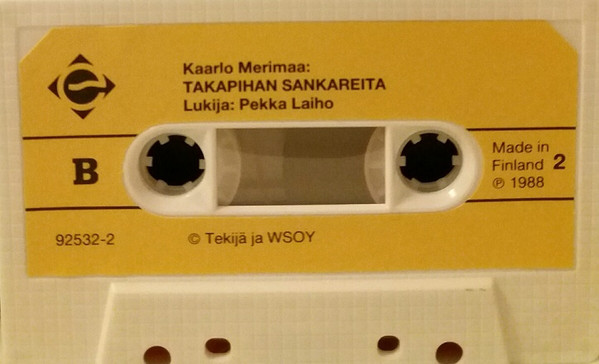 Kaarlo Merimaa:
TAKAPIHAN SANKAREITA
Lukija: Pekka Laiho
B
Made in
Finland 2
℗ 1988
92532-2
© Tekijä ja WSOY